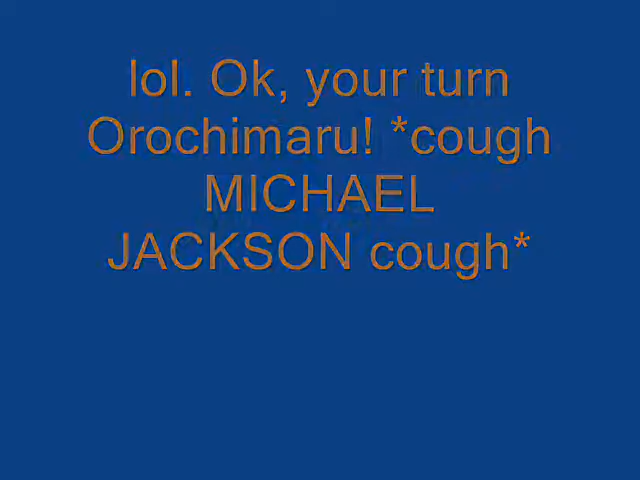 lol. Ok, your turn
Orochimaru! *cough
MICHAEL
JACKSON cough*